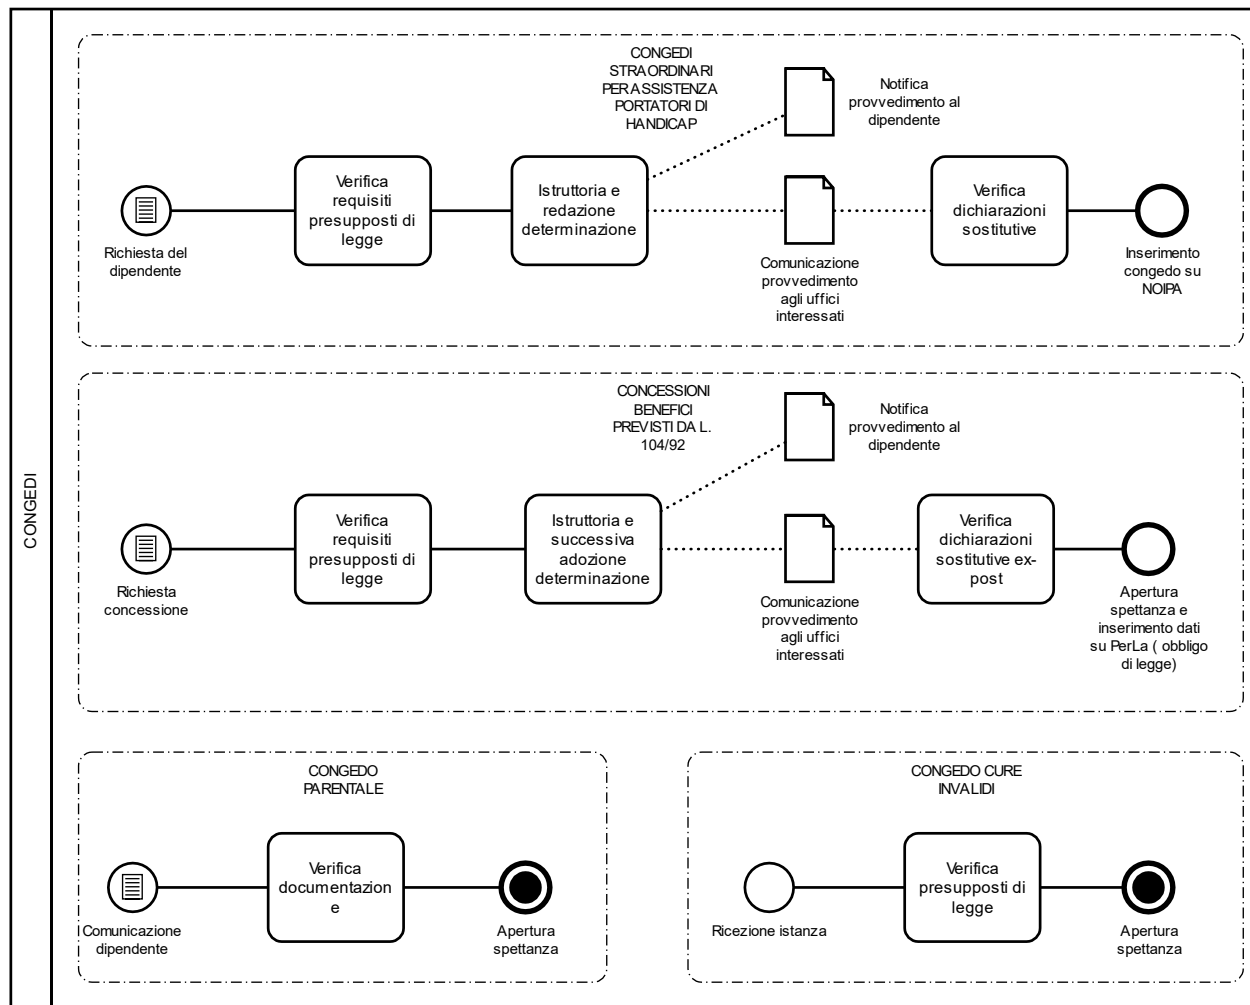 CONGEDI
CONGEDI
STRAORDINARI
PER ASSISTENZA
PORTATORI DI
HANDICAP
Notifica
provvedimento al
dipendente
Richiesta del
dipendente
Verifica
requisiti
presupposti di
legge
Istruttoria e
redazione
determinazione
Comunicazione
provvedimento
agli uffici
interessati
Verifica
dichiarazioni
sostitutive
Inserimento
congedo su
NOIPA
CONCESSIONI
BENEFICI
PREVISTI DA L.
104/92
Notifica
provvedimento al
dipendente
Richiesta
concessione
Verifica
requisiti
presupposti di
legge
Istruttoria e
successiva
adozione
determinazione
Comunicazione
provvedimento
agli uffici
interessati
Verifica
dichiarazioni
sostitutive ex-
post
Apertura
spettanza e
inserimento dati
su PerLa ( obbligo
di legge)
CONGEDO
PARENTALE
Comunicazione
dipendente
Verifica
documentazion
e
Apertura
spettanza
CONGEDO CURE
INVALIDI
Ricezione istanza
Verifica
presupposti di
legge
Apertura
spettanza